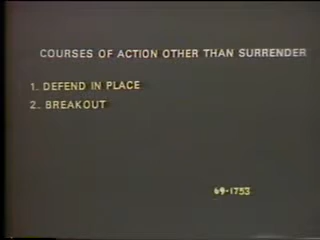 COURSES OF ACTION OTHER THAN SURRENDER
1. DEFEND IN PLACE
2. BREAKOUT
69-1753